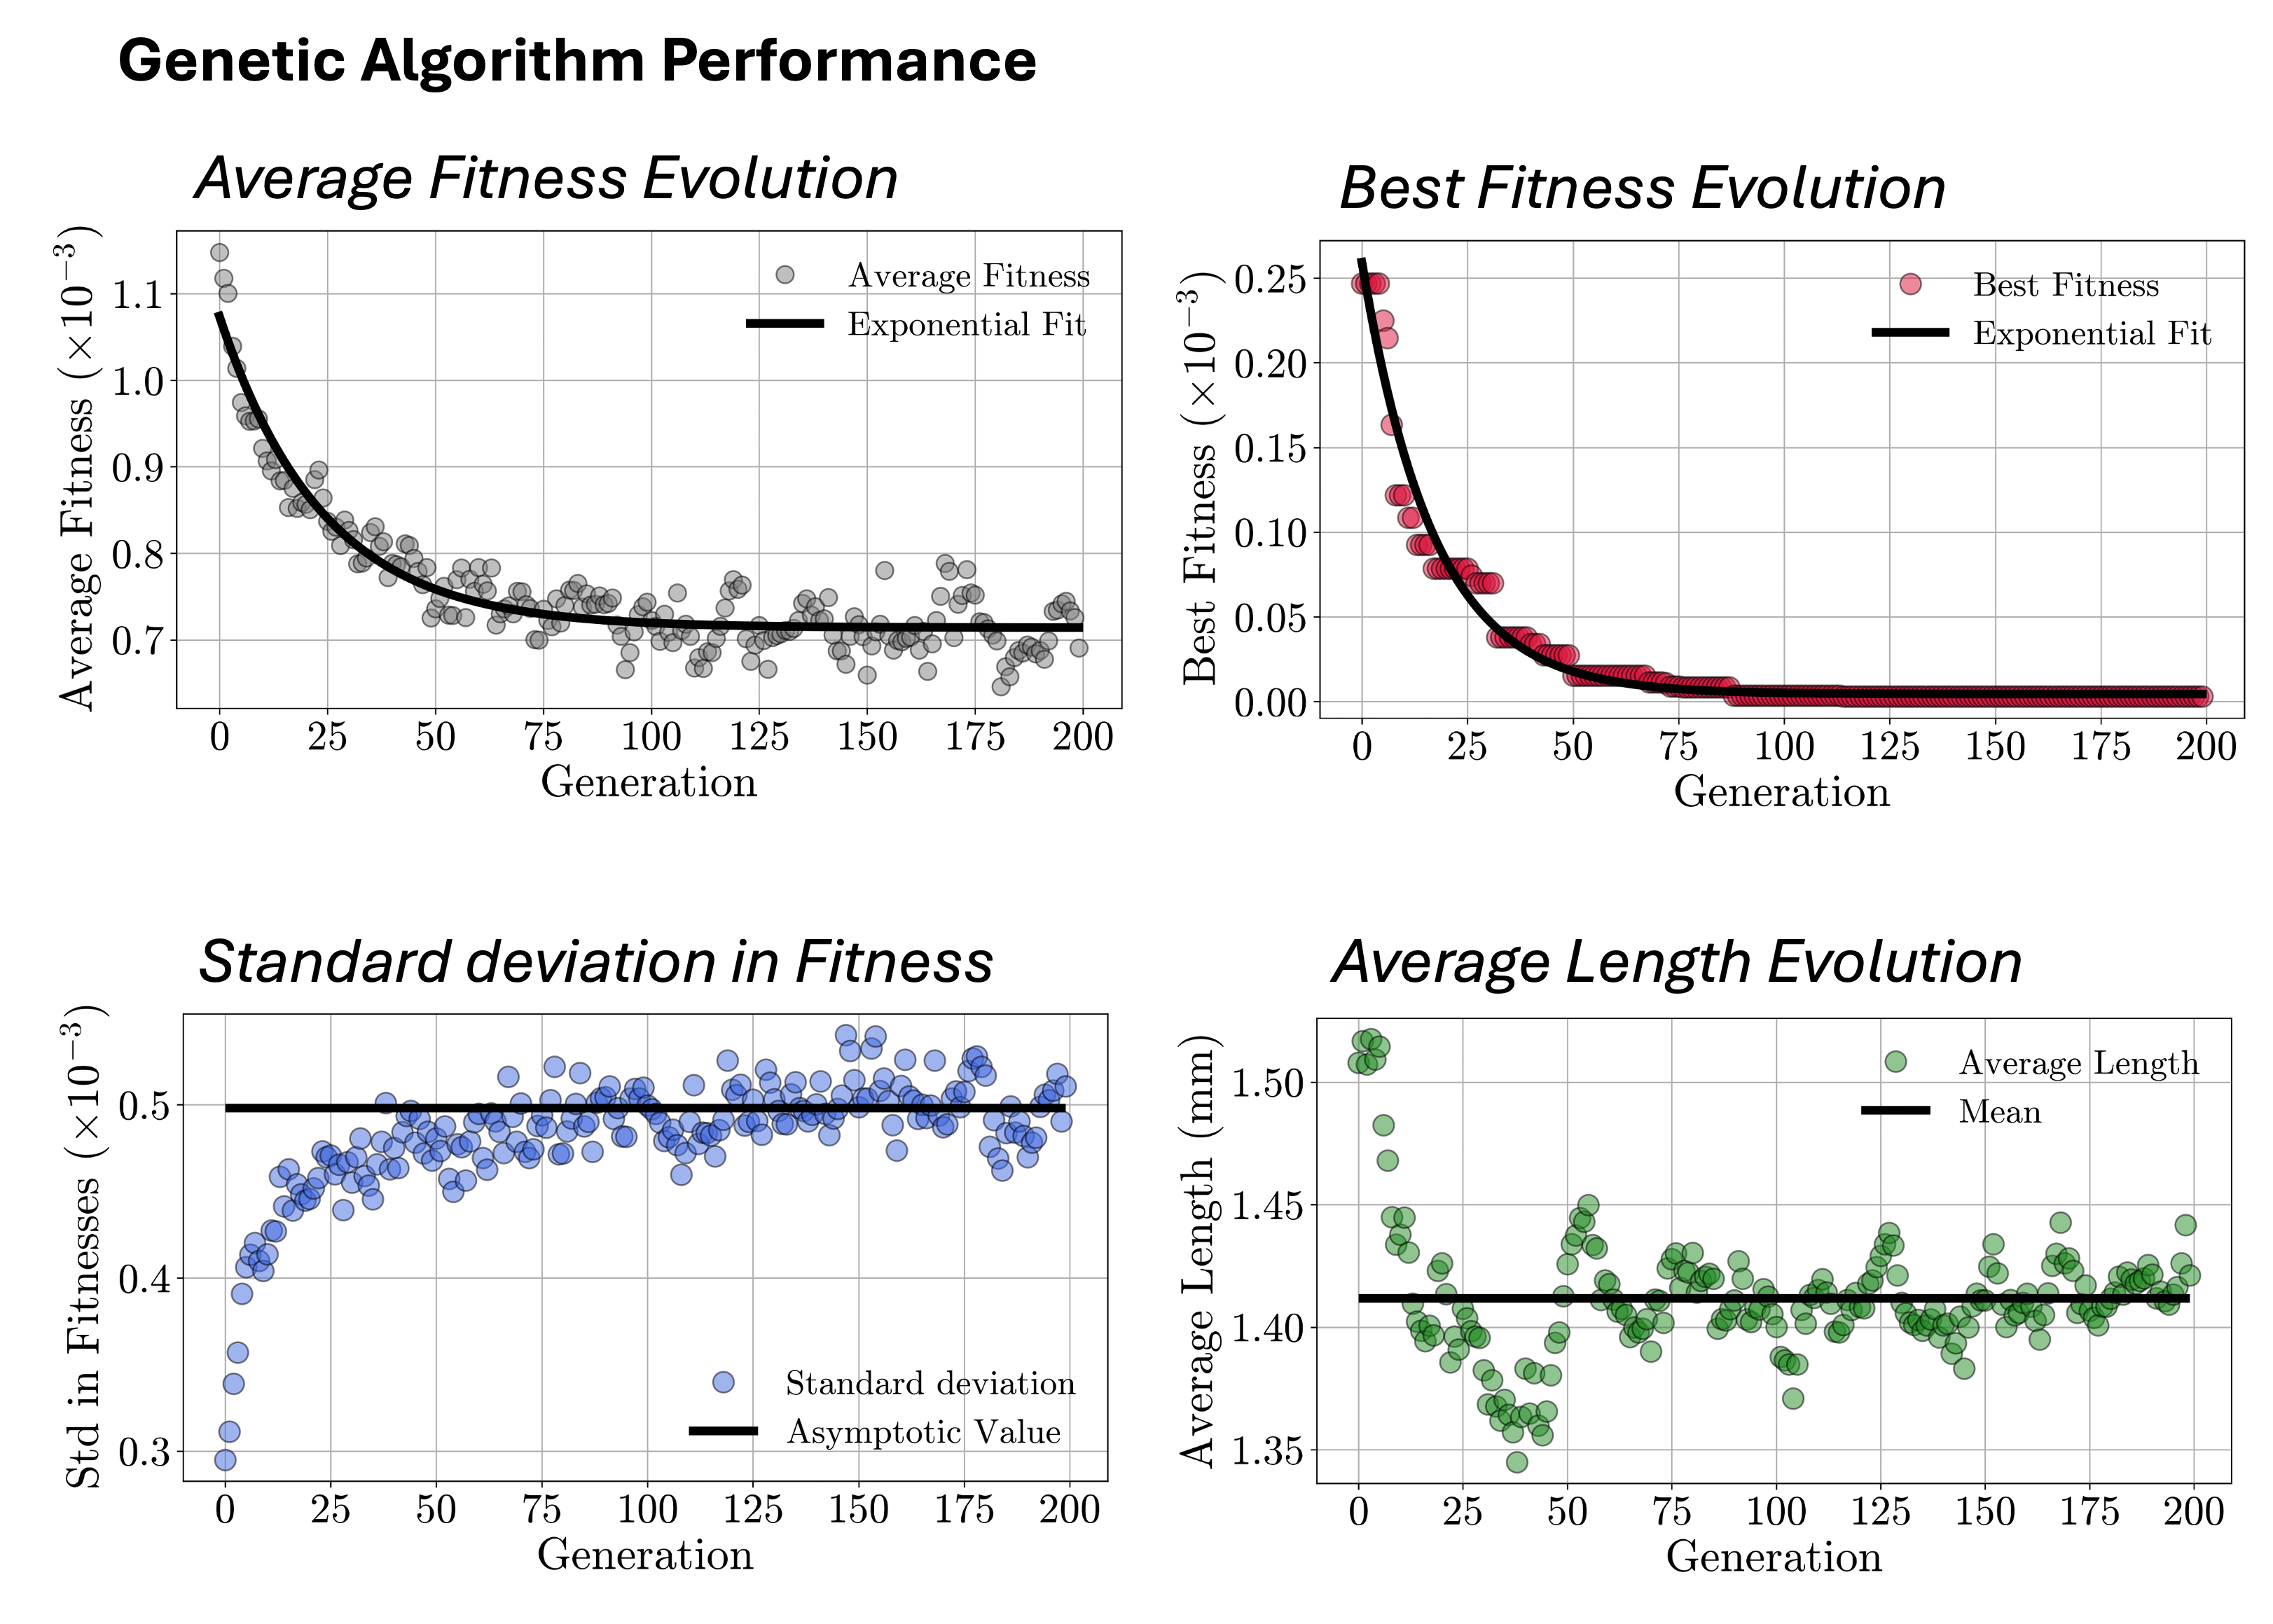 Genetic Algorithm Performance
Average Fitness Evolution
Average Fitness (×10⁻³)
1.1
1.0
0.9
0.8
0.7
Average Fitness
Exponential Fit
0 25 50 75 100 125 150 175 200
Generation
Best Fitness Evolution
Best Fitness (×10⁻³)
0.25
0.20
0.15
0.10
0.05
0.00
Best Fitness
Exponential Fit
0 25 50 75 100 125 150 175 200
Generation
Standard deviation in Fitness
Std in Fitnesses (×10⁻³)
0.5
0.4
0.3
Standard deviation
Asymptotic Value
0 25 50 75 100 125 150 175 200
Generation
Average Length Evolution
Average Length (mm)
1.50
1.45
1.40
1.35
Average Length
Mean
0 25 50 75 100 125 150 175 200
Generation